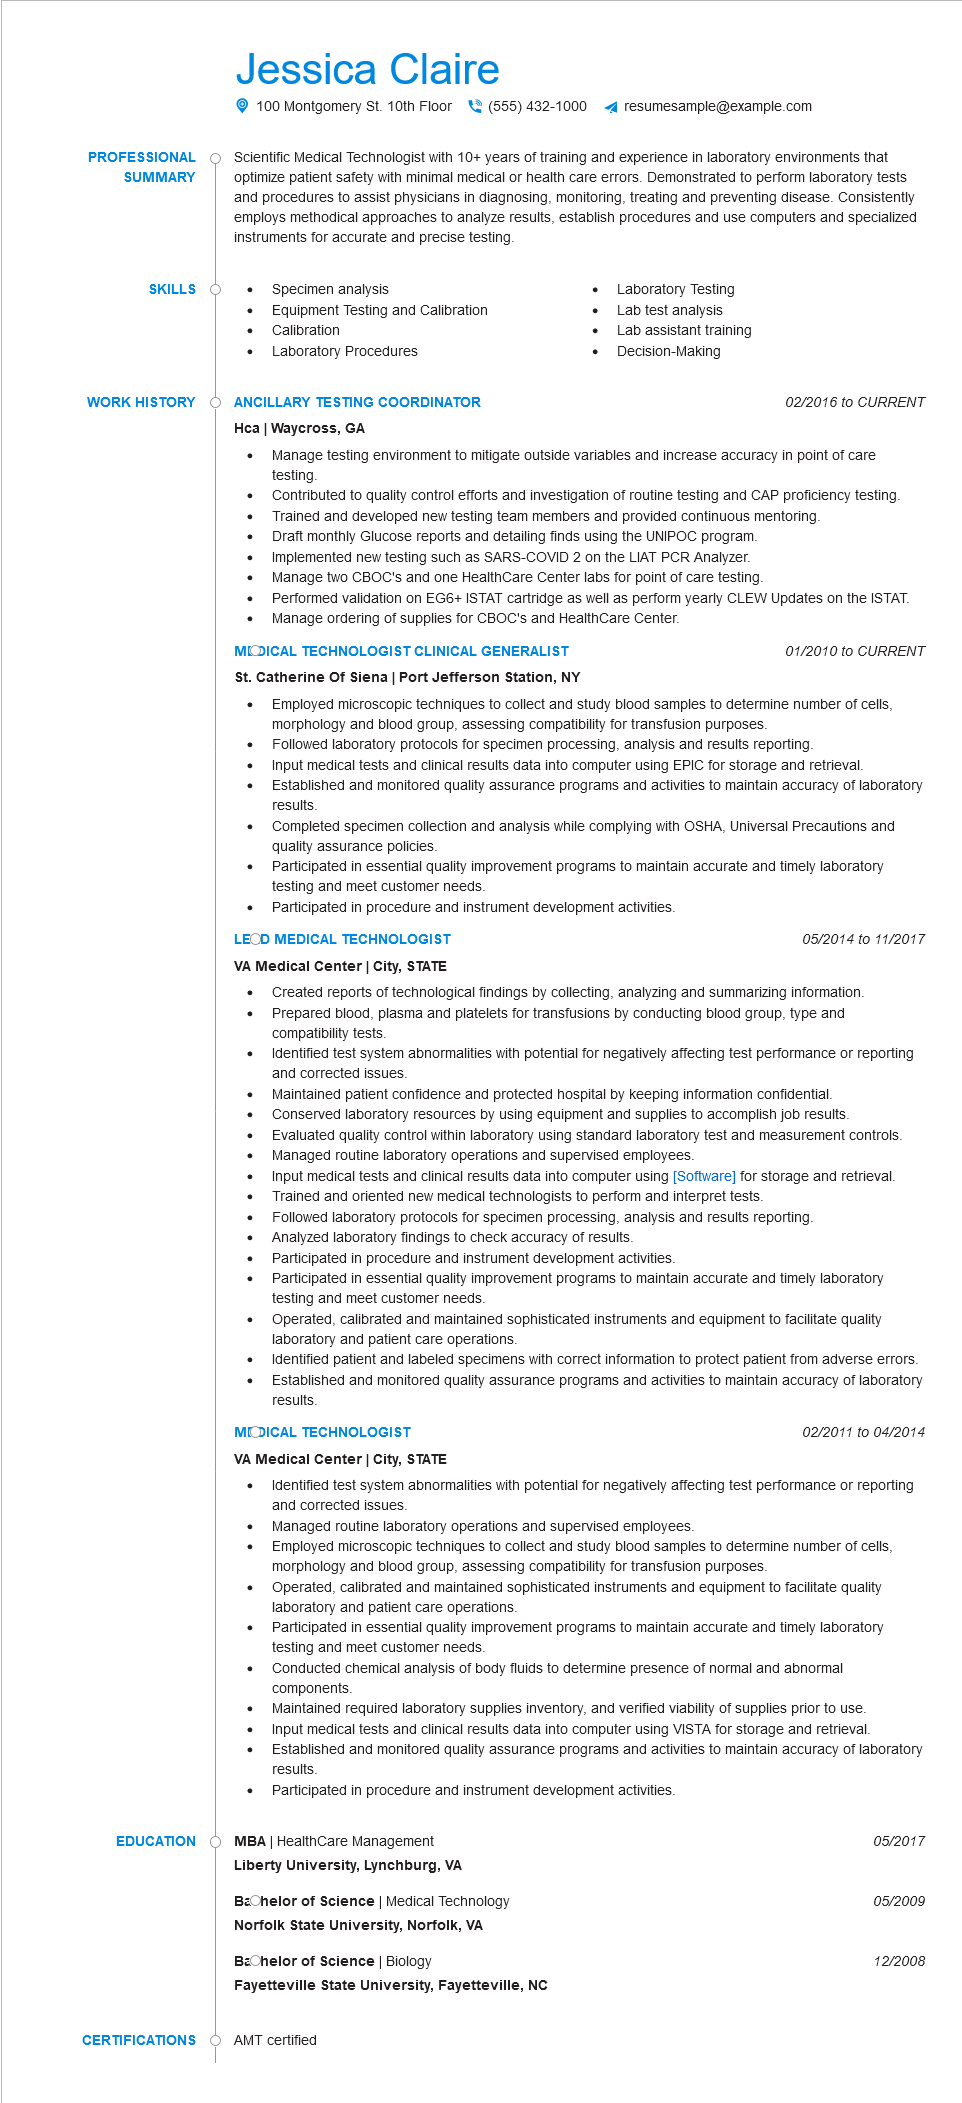 Jessica Claire
100 Montgomery St. 10th Floor (555) 432-1000 resumesample@example.com
PROFESSIONAL SUMMARY
Scientific Medical Technologist with 10+ years of training and experience in laboratory environments that
optimize patient safety with minimal medical or health care errors. Demonstrated to perform laboratory tests
and procedures to assist physicians in diagnosing, monitoring, treating and preventing disease. Consistently
employs methodical approaches to analyze results, establish procedures and use computers and specialized
instruments for accurate and precise testing.
SKILLS
• Specimen analysis
• Equipment Testing and Calibration
• Calibration
• Laboratory Procedures
• Laboratory Testing
• Lab test analysis
• Lab assistant training
• Decision-Making
WORK HISTORY
ANCILLARY TESTING COORDINATOR 02/2016 to CURRENT
Hca | Waycross, GA
• Manage testing environment to mitigate outside variables and increase accuracy in point of care
testing.
• Contributed to quality control efforts and investigation of routine testing and CAP proficiency testing.
• Trained and developed new testing team members and provided continuous mentoring.
• Draft monthly Glucose reports and detailing finds using the UNIPOC program.
• Implemented new testing such as SARS-COVID 2 on the LIAT PCR Analyzer.
• Manage two CBOC's and one HealthCare Center labs for point of care testing.
• Performed validation on EG6+ ISTAT cartridge as well as perform yearly CLEW Updates on the ISTAT.
• Manage ordering of supplies for CBOC's and HealthCare Center.
MEDICAL TECHNOLOGIST CLINICAL GENERALIST 01/2010 to CURRENT
St. Catherine Of Siena | Port Jefferson Station, NY
• Employed microscopic techniques to collect and study blood samples to determine number of cells,
morphology and blood group, assessing compatibility for transfusion purposes.
• Followed laboratory protocols for specimen processing, analysis and results reporting.
• Input medical tests and clinical results data into computer using EPIC for storage and retrieval.
• Established and monitored quality assurance programs and activities to maintain accuracy of laboratory
results.
• Completed specimen collection and analysis while complying with OSHA, Universal Precautions and
quality assurance policies.
• Participated in essential quality improvement programs to maintain accurate and timely laboratory
testing and meet customer needs.
• Participated in procedure and instrument development activities.
LEAD MEDICAL TECHNOLOGIST 05/2014 to 11/2017
VA Medical Center | City, STATE
• Created reports of technological findings by collecting, analyzing and summarizing information.
• Prepared blood, plasma and platelets for transfusions by conducting blood group, type and
compatibility tests.
• Identified test system abnormalities with potential for negatively affecting test performance or reporting
and corrected issues.
• Maintained patient confidence and protected hospital by keeping information confidential.
• Conserved laboratory resources by using equipment and supplies to accomplish job results.
• Evaluated quality control within laboratory using standard laboratory test and measurement controls.
• Managed routine laboratory operations and supervised employees.
• Input medical tests and clinical results data into computer using [Software] for storage and retrieval.
• Trained and oriented new medical technologists to perform and interpret tests.
• Followed laboratory protocols for specimen processing, analysis and results reporting.
• Analyzed laboratory findings to check accuracy of results.
• Participated in procedure and instrument development activities.
• Participated in essential quality improvement programs to maintain accurate and timely laboratory
testing and meet customer needs.
• Operated, calibrated and maintained sophisticated instruments and equipment to facilitate quality
laboratory and patient care operations.
• Identified patient and labeled specimens with correct information to protect patient from adverse errors.
• Established and monitored quality assurance programs and activities to maintain accuracy of laboratory
results.
MEDICAL TECHNOLOGIST 02/2011 to 04/2014
VA Medical Center | City, STATE
• Identified test system abnormalities with potential for negatively affecting test performance or reporting
and corrected issues.
• Managed routine laboratory operations and supervised employees.
• Employed microscopic techniques to collect and study blood samples to determine number of cells,
morphology and blood group, assessing compatibility for transfusion purposes.
• Operated, calibrated and maintained sophisticated instruments and equipment to facilitate quality
laboratory and patient care operations.
• Participated in essential quality improvement programs to maintain accurate and timely laboratory
testing and meet customer needs.
• Conducted chemical analysis of body fluids to determine presence of normal and abnormal
components.
• Maintained required laboratory supplies inventory, and verified viability of supplies prior to use.
• Input medical tests and clinical results data into computer using VISTA for storage and retrieval.
• Established and monitored quality assurance programs and activities to maintain accuracy of laboratory
results.
• Participated in procedure and instrument development activities.
EDUCATION
MBA | HealthCare Management 05/2017
Liberty University, Lynchburg, VA
Bachelor of Science | Medical Technology 05/2009
Norfolk State University, Norfolk, VA
Bachelor of Science | Biology 12/2008
Fayetteville State University, Fayetteville, NC
CERTIFICATIONS
AMT certified